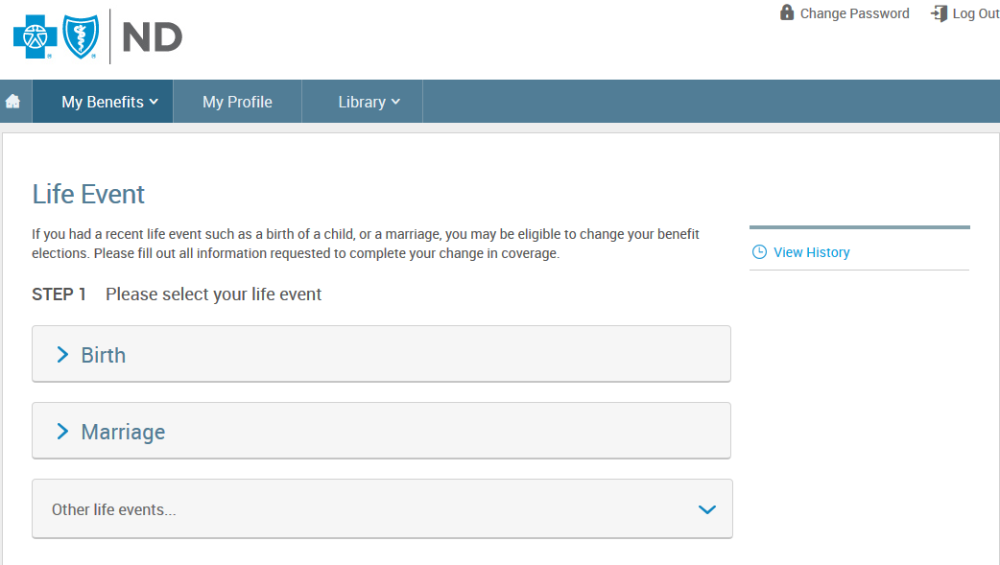 ND
Change Password
Log Out
My Benefits
My Profile
Library
Life Event
If you had a recent life event such as a birth of a child, or a marriage, you may be eligible to change your benefit
elections. Please fill out all information requested to complete your change in coverage.
View History
STEP 1 Please select your life event
Birth
Marriage
Other life events...